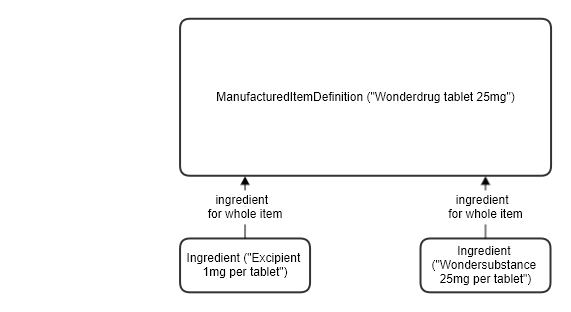 ManufacturedItemDefinition ("Wonderdrug tablet 25mg")
ingredient
for whole item
ingredient
for whole item
Ingredient ("Excipient
1mg per tablet")
Ingredient
("Wondersubstance
25mg per tablet")